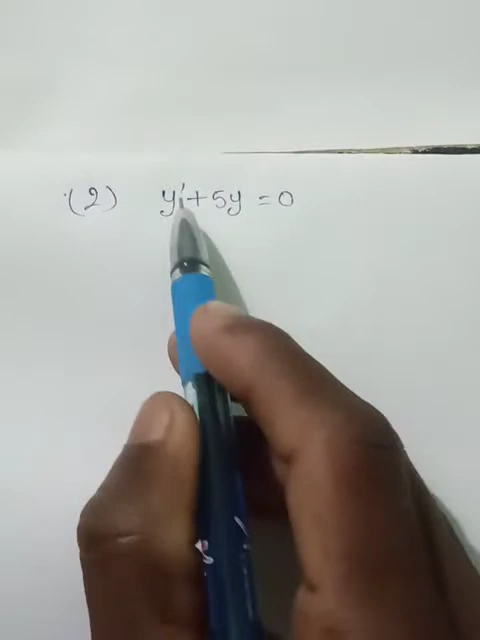 (2) y' + 5y = 0